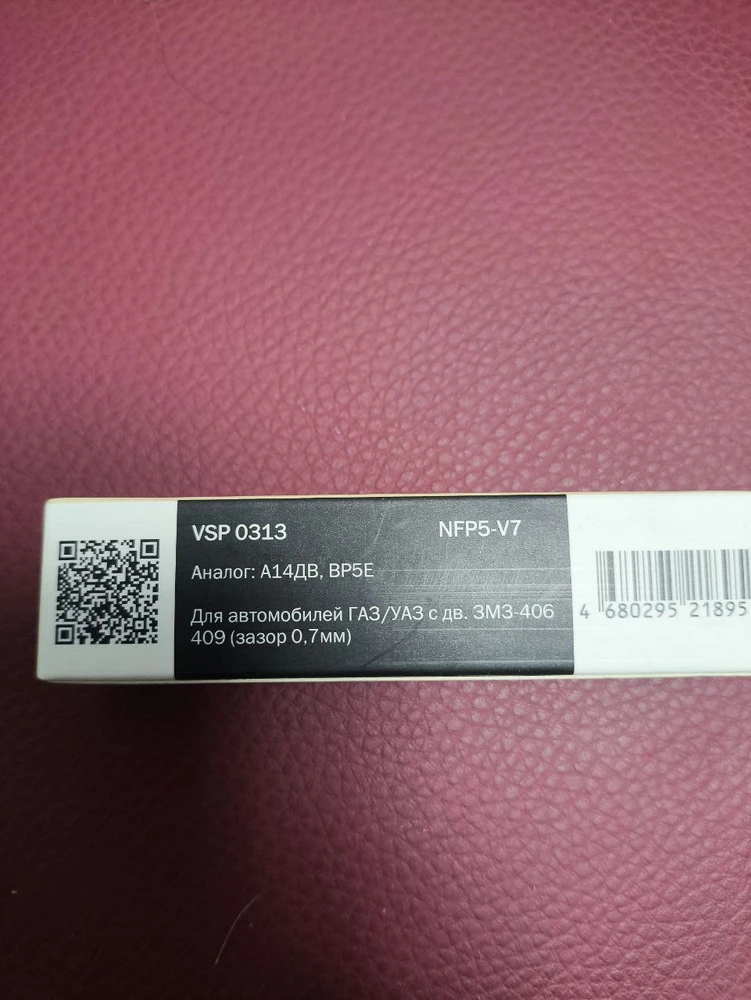 VSP 0313 NFP5-V7
Аналог: А14ДВ, BP5E
Для автомобилей ГАЗ/УАЗ с дв. ЗМЗ-406
409 (зазор 0,7мм)
4 680295 21895